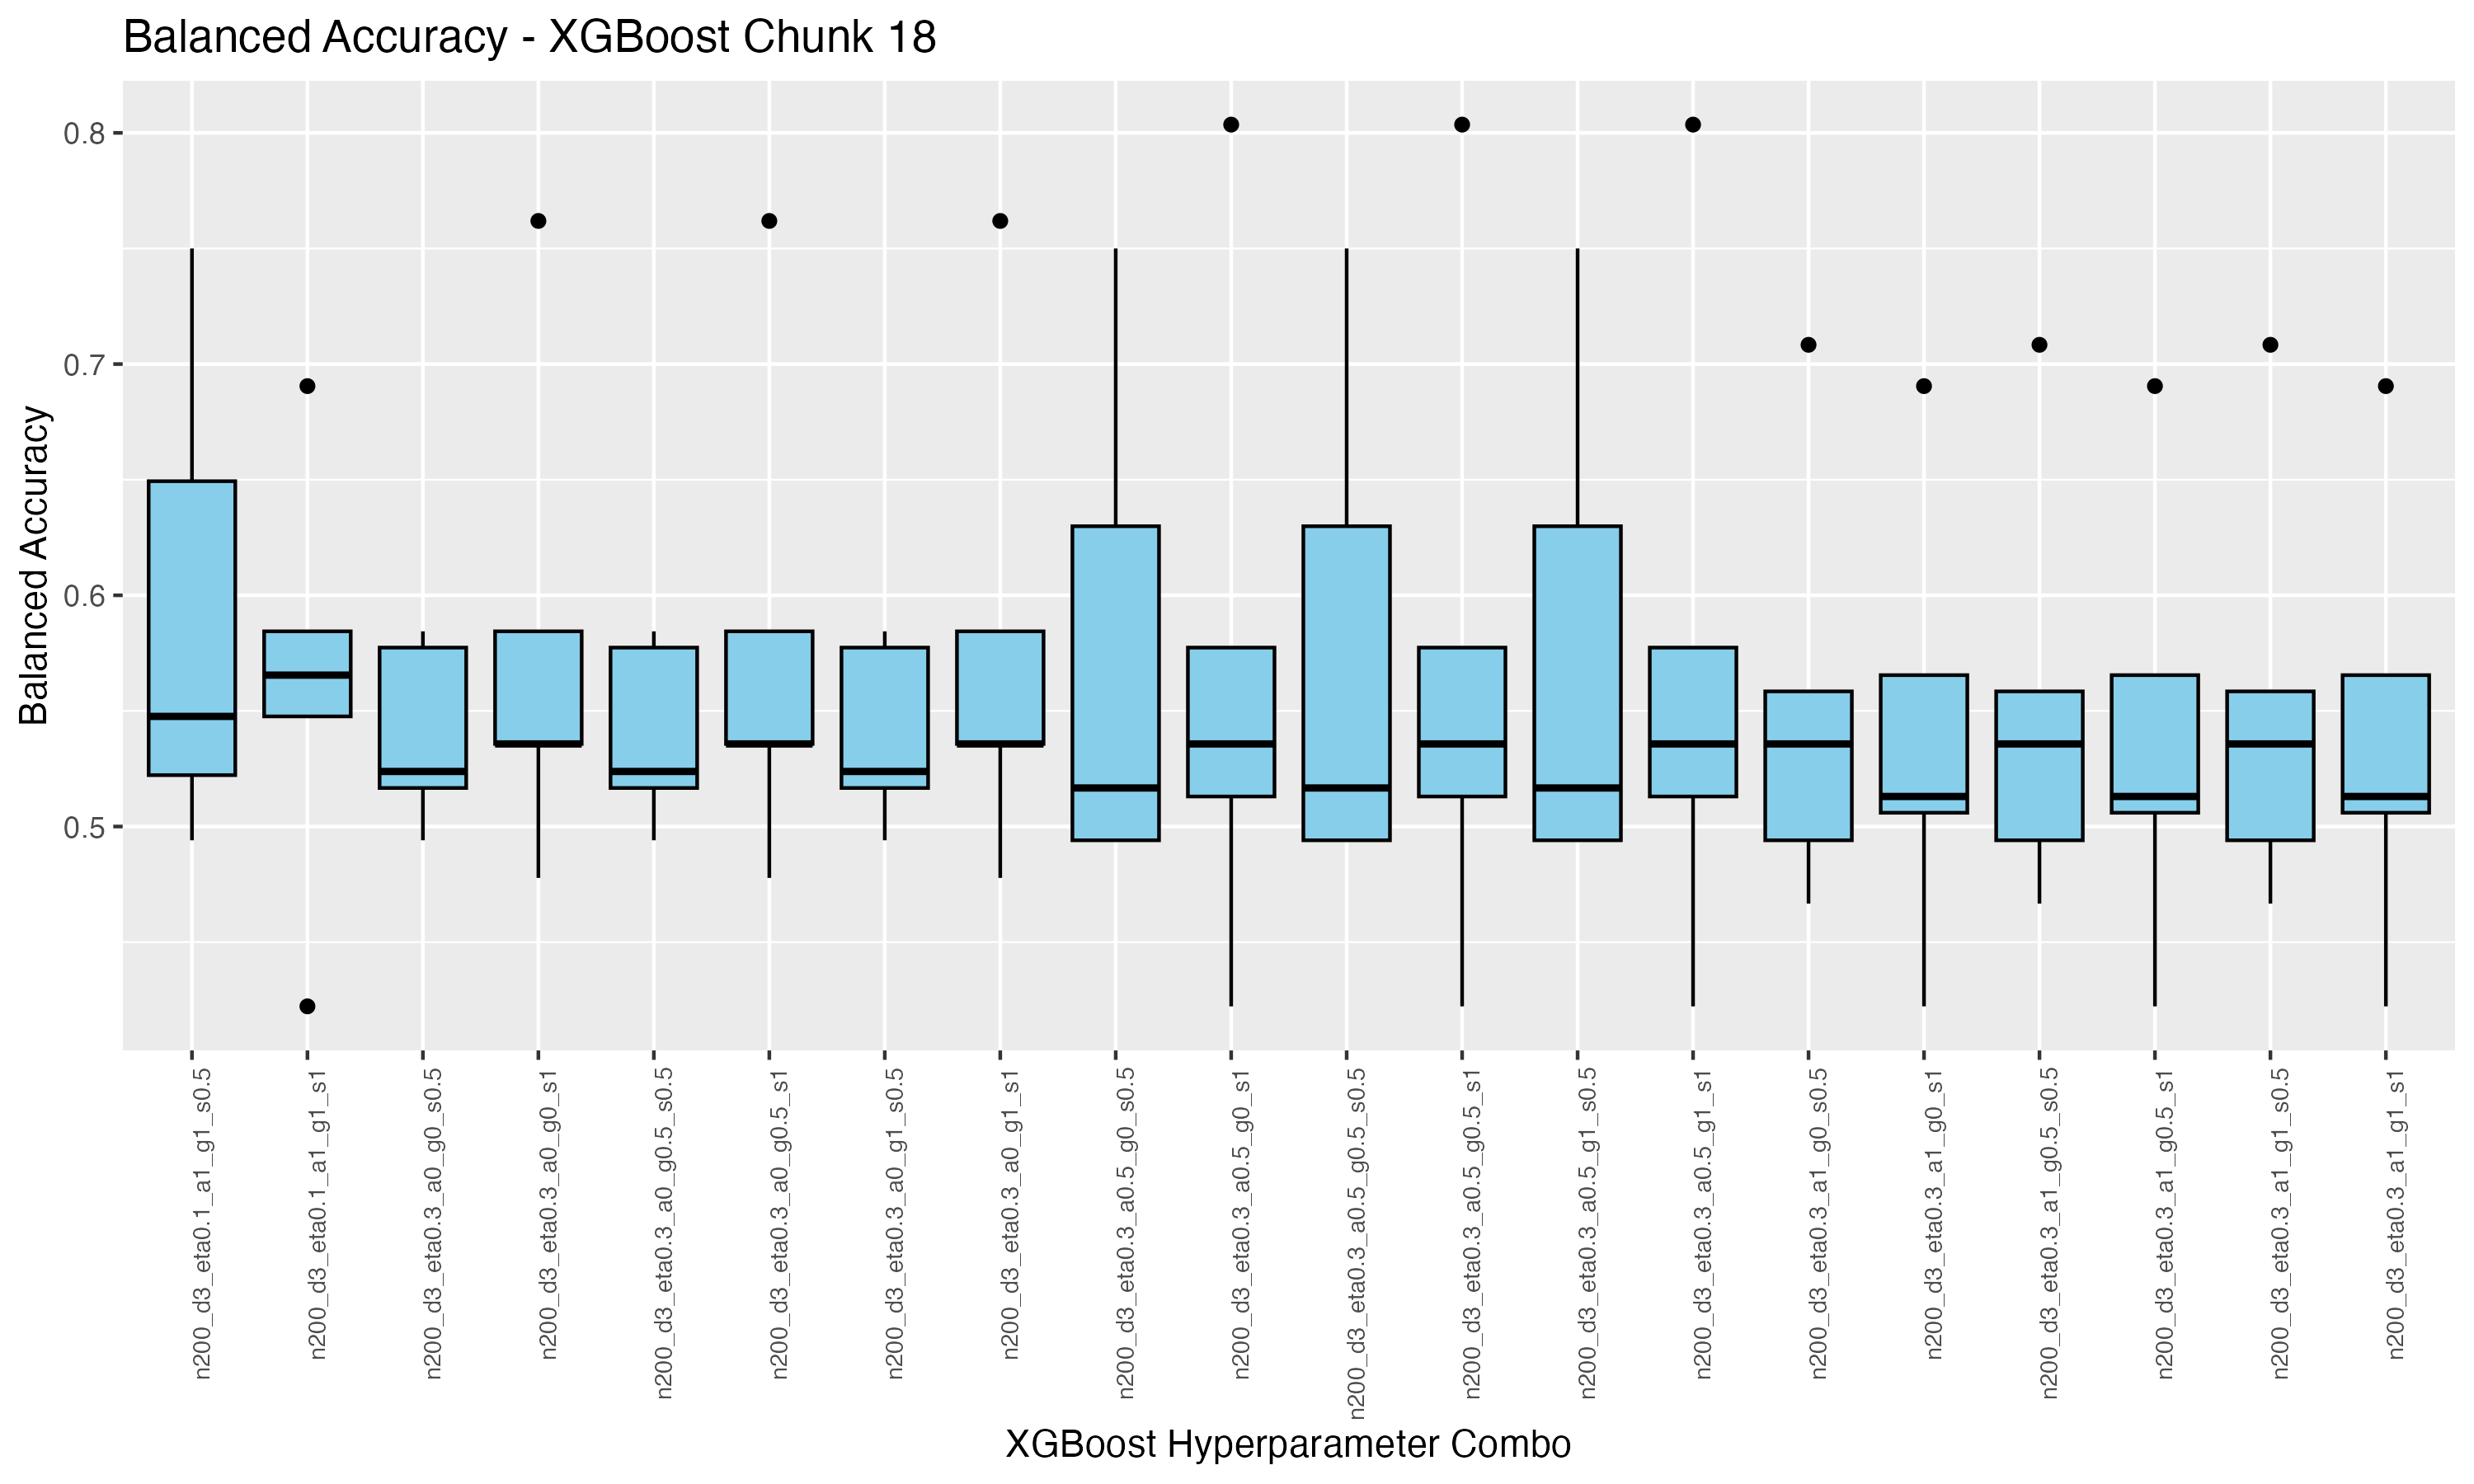 Balanced Accuracy - XGBoost Chunk 18
Balanced Accuracy
0.8
0.7
0.6
0.5
n200_d3_eta0.1_a1_g1_s0.5
n200_d3_eta0.1_a1_g1_s1
n200_d3_eta0.3_a0_g0_s0.5
n200_d3_eta0.3_a0_g0_s1
n200_d3_eta0.3_a0_g0.5_s0.5
n200_d3_eta0.3_a0_g0.5_s1
n200_d3_eta0.3_a0_g1_s0.5
n200_d3_eta0.3_a0_g1_s1
n200_d3_eta0.3_a0.5_g0_s0.5
n200_d3_eta0.3_a0.5_g0_s1
n200_d3_eta0.3_a0.5_g0.5_s0.5
n200_d3_eta0.3_a0.5_g0.5_s1
n200_d3_eta0.3_a0.5_g1_s0.5
n200_d3_eta0.3_a0.5_g1_s1
n200_d3_eta0.3_a1_g0_s0.5
n200_d3_eta0.3_a1_g0_s1
n200_d3_eta0.3_a1_g0.5_s0.5
n200_d3_eta0.3_a1_g0.5_s1
n200_d3_eta0.3_a1_g1_s0.5
n200_d3_eta0.3_a1_g1_s1
XGBoost Hyperparameter Combo